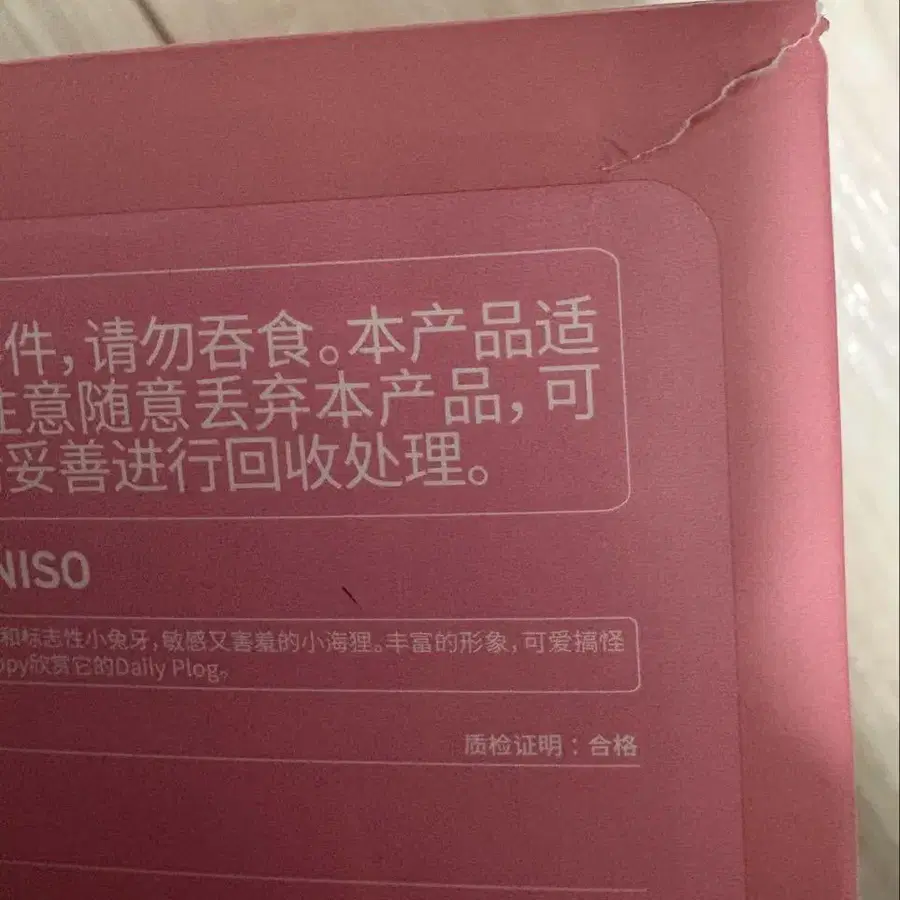 件,请勿吞食。本产品适
注意随意丢弃本产品,可
妥善进行回收处理。
NISO
和标志性小兔牙,敏感又害羞的小海狸。丰富的形象,可爱搞怪
opy欣赏它的Daily Plog。
质检证明:合格